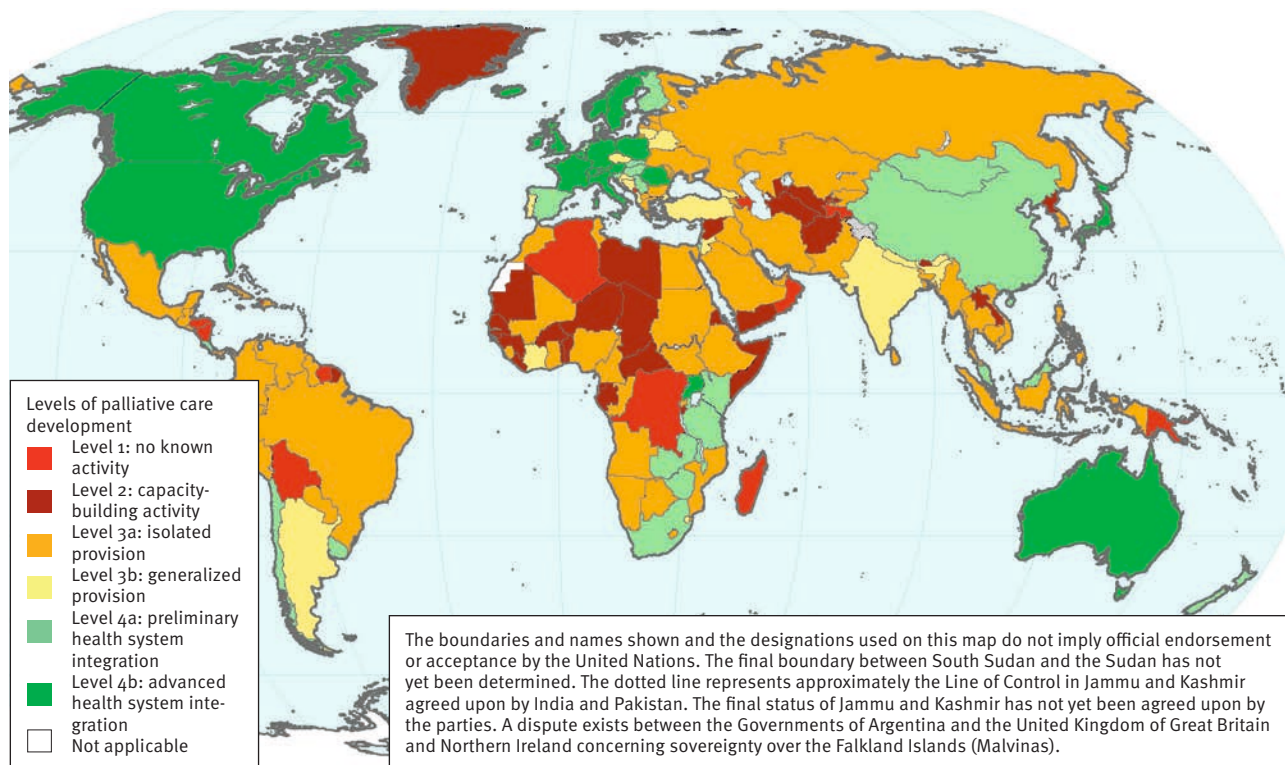 Levels of palliative care
development
Level 1: no known
activity
Level 2: capacity-
building activity
Level 3a: isolated
provision
Level 3b: generalized
provision
Level 4a: preliminary
health system
integration
Level 4b: advanced
health system inte-
gration
Not applicable
The boundaries and names shown and the designations used on this map do not imply official endorsement
or acceptance by the United Nations. The final boundary between South Sudan and the Sudan has not
yet been determined. The dotted line represents approximately the Line of Control in Jammu and Kashmir
agreed upon by India and Pakistan. The final status of Jammu and Kashmir has not yet been agreed upon by
the parties. A dispute exists between the Governments of Argentina and the United Kingdom of Great Britain
and Northern Ireland concerning sovereignty over the Falkland Islands (Malvinas).